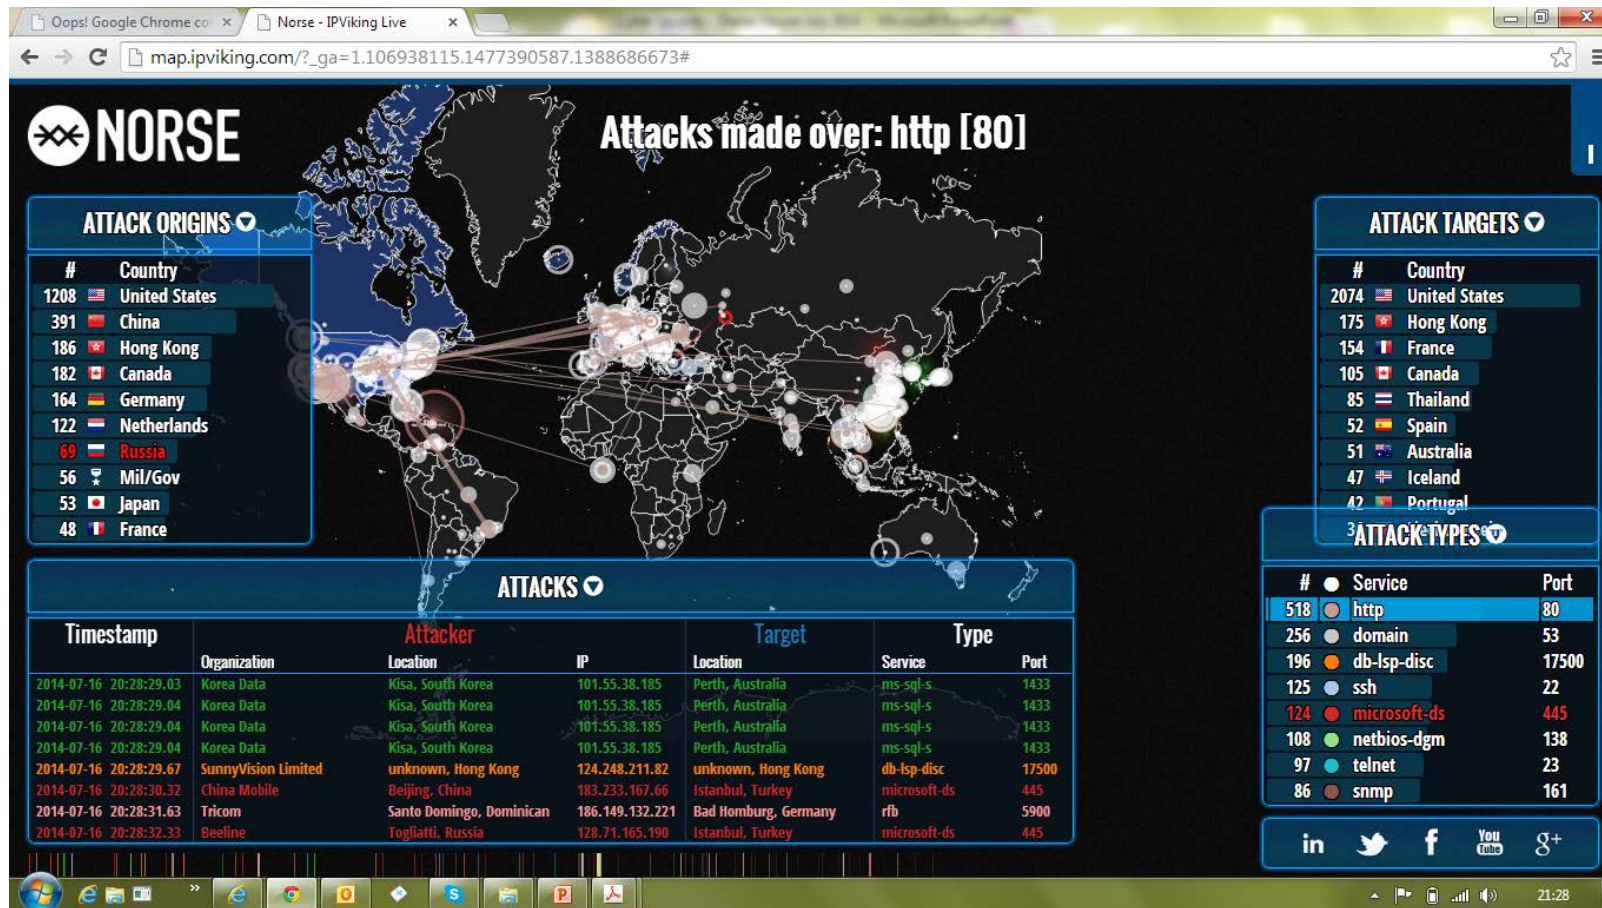 Oops! Google Chrome co
Norse - IPViking Live
map.ipviking.com/?_ga=1.106938115.1477390587.1388686673#
NORSE
Attacks made over: http [80]
ATTACK ORIGINS
# Country
1208 United States
391 China
186 Hong Kong
182 Canada
164 Germany
122 Netherlands
69 Russia
56 Mil/Gov
53 Japan
48 France
ATTACK TARGETS
# Country
2074 United States
175 Hong Kong
154 France
105 Canada
85 Thailand
52 Spain
51 Australia
47 Iceland
42 Portugal
ATTACK TYPES
# Service Port
518 http 80
256 domain 53
196 db-lsp-disc 17500
125 ssh 22
124 microsoft-ds 445
108 netbios-dgm 138
97 telnet 23
86 snmp 161
ATTACKS
Timestamp Attacker Target Type
Organization Location IP Location Service Port
2014-07-16 20:28:29.03 Korea Data Kisa, South Korea 101.55.38.185 Perth, Australia ms-sql-s 1433
2014-07-16 20:28:29.04 Korea Data Kisa, South Korea 101.55.38.185 Perth, Australia ms-sql-s 1433
2014-07-16 20:28:29.04 Korea Data Kisa, South Korea 101.55.38.185 Perth, Australia ms-sql-s 1433
2014-07-16 20:28:29.04 Korea Data Kisa, South Korea 101.55.38.185 Perth, Australia ms-sql-s 1433
2014-07-16 20:28:29.67 SunnyVision Limited unknown, Hong Kong 124.248.211.82 unknown, Hong Kong db-lsp-disc 17500
2014-07-16 20:28:30.32 China Mobile Beijing, China 183.233.167.66 Istanbul, Turkey microsoft-ds 445
2014-07-16 20:28:31.63 Tricom Santo Domingo, Dominican 186.149.132.221 Bad Homburg, Germany rfb 5900
2014-07-16 20:28:32.33 Beeline Togliatti, Russia 128.71.165.190 Istanbul, Turkey microsoft-ds 445
in f You Tube g+
21:28